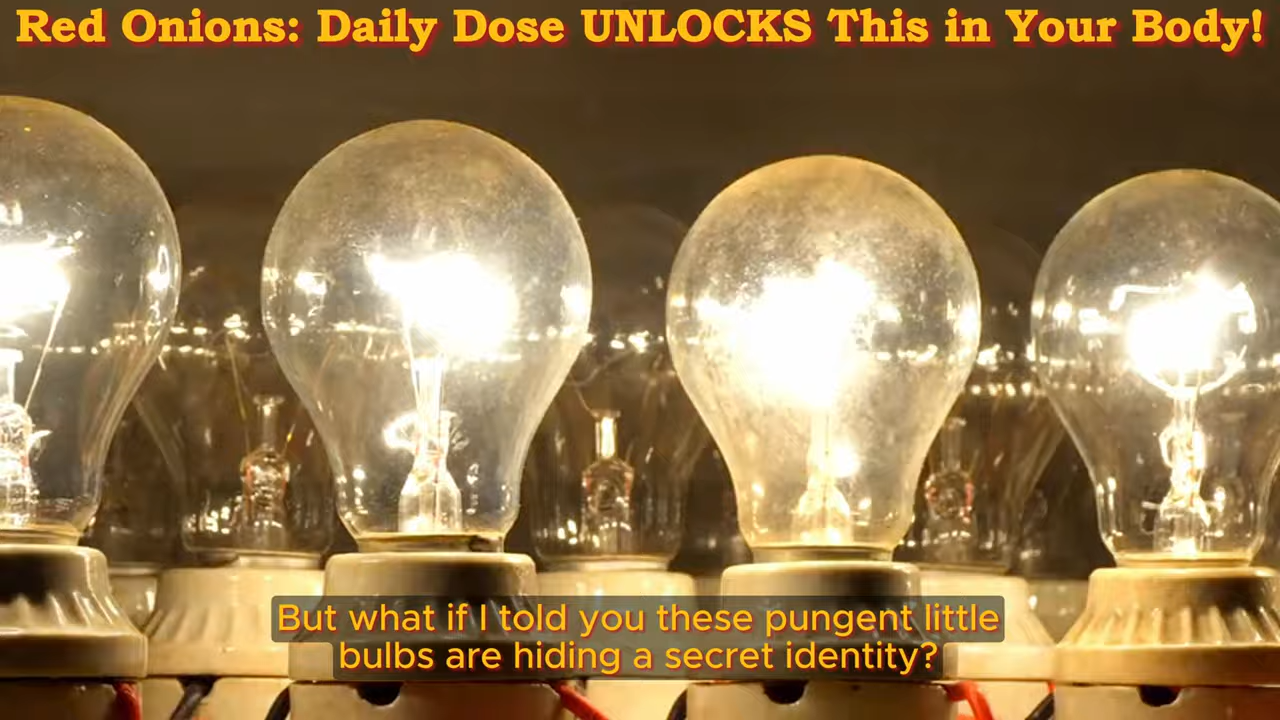 Red Onions: Daily Dose UNLOCKS This in Your Body!
But what if I told you these pungent little
bulbs are hiding a secret identity?